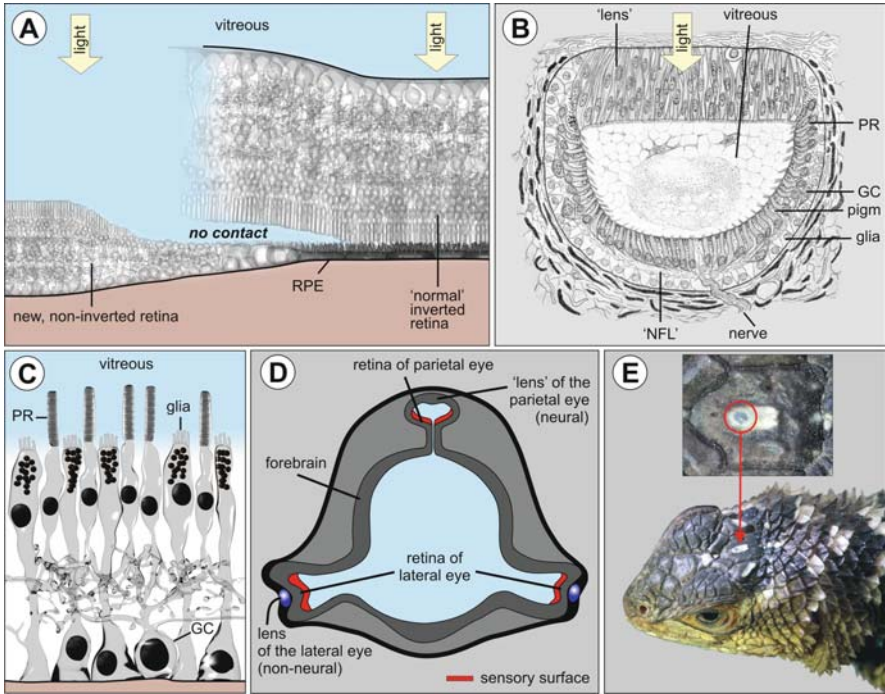 A
light
vitreous
light
no contact
RPE
new, non-inverted retina
'normal'
inverted
retina
B
'lens'
light
vitreous
PR
GC
pigm
glia
'NFL'
nerve
C
vitreous
PR
glia
GC
D
retina of parietal eye
'lens' of the
parietal eye
(neural)
forebrain
retina of
lateral eye
lens
of the lateral eye
(non-neural)
sensory surface
E